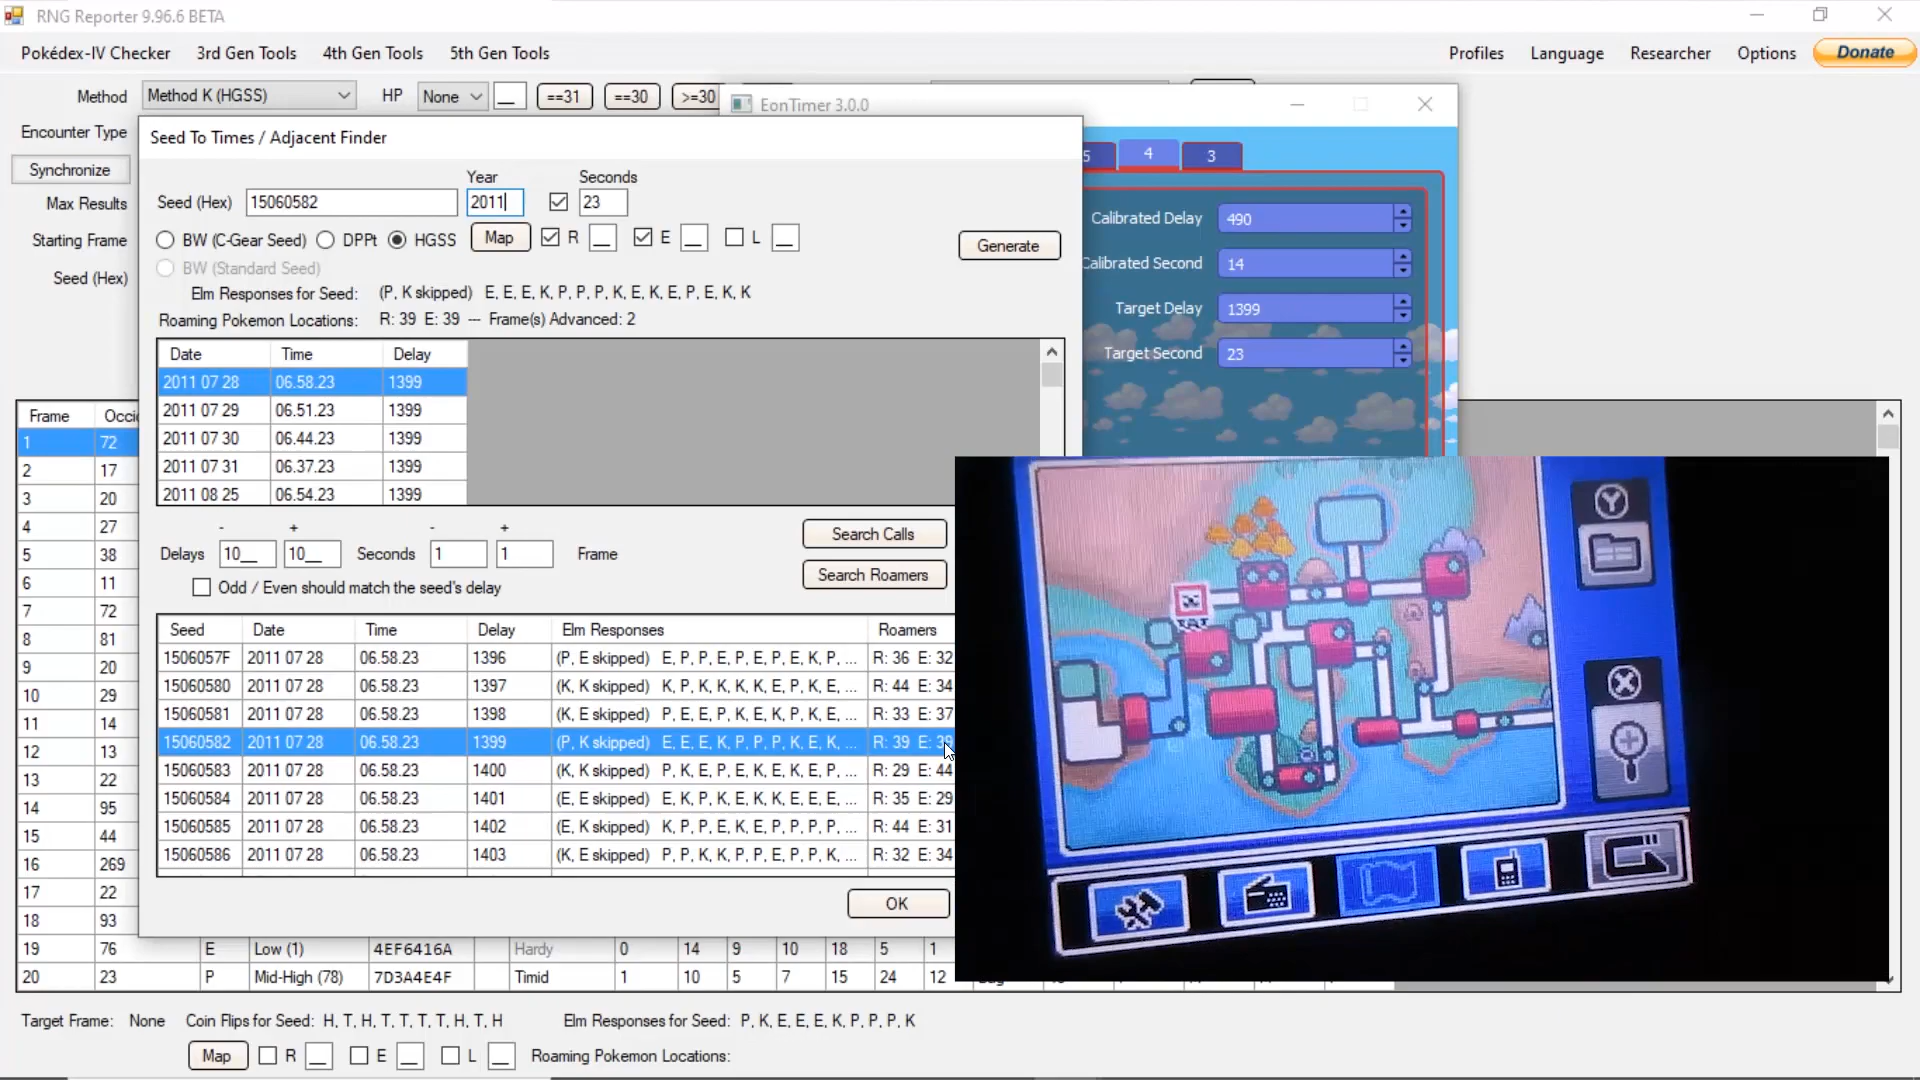 RNG Reporter 9.96.6 BETA
Pokédex-IV Checker 3rd Gen Tools 4th Gen Tools 5th Gen Tools Profiles Language Researcher Options Donate
Method Method K (HGSS) HP None __ ==31 ==30 >=30
EonTimer 3.0.0
Encounter Type
Synchronize
Max Results
Starting Frame
Seed (Hex)
Seed To Times / Adjacent Finder
Year Seconds
Seed (Hex) 15060582 2011 23
BW (C-Gear Seed) DPPt HGSS Map R __ E __ L __ Generate
BW (Standard Seed)
Elm Responses for Seed: (P, K skipped) E, E, E, K, P, P, P, K, E, K, E, P, E, K, K
Roaming Pokemon Locations: R: 39 E: 39 --- Frame(s) Advanced: 2
Date Time Delay
2011 07 28 06.58.23 1399
2011 07 29 06.51.23 1399
2011 07 30 06.44.23 1399
2011 07 31 06.37.23 1399
2011 08 25 06.54.23 1399
- + - +
Delays 10__ 10__ Seconds 1 1 Frame
Search Calls
Search Roamers
Odd / Even should match the seed's delay
Seed Date Time Delay Elm Responses Roamers
1506057F 2011 07 28 06.58.23 1396 (P, E skipped) E, P, P, E, P, E, P, E, K, P, ... R: 36 E: 32
15060580 2011 07 28 06.58.23 1397 (K, K skipped) K, P, K, K, K, K, E, P, K, E, ... R: 44 E: 34
15060581 2011 07 28 06.58.23 1398 (K, E skipped) P, E, E, P, K, E, K, P, K, E, ... R: 33 E: 37
15060582 2011 07 28 06.58.23 1399 (P, K skipped) E, E, E, K, P, P, P, K, E, K, ... R: 39 E: 39
15060583 2011 07 28 06.58.23 1400 (K, K skipped) P, K, E, P, E, K, E, K, E, P, ... R: 29 E: 44
15060584 2011 07 28 06.58.23 1401 (E, E skipped) E, K, P, K, E, K, K, E, E, E, ... R: 35 E: 29
15060585 2011 07 28 06.58.23 1402 (E, K skipped) K, P, P, E, K, E, P, P, P, P, ... R: 44 E: 31
15060586 2011 07 28 06.58.23 1403 (K, E skipped) P, P, K, K, P, P, E, P, P, K, ... R: 32 E: 34
OK
5 4 3
Calibrated Delay 490
Calibrated Second 14
Target Delay 1399
Target Second 23
Y
X
Frame Occid
1 72
2 17
3 20
4 27
5 38
6 11
7 72
8 81
9 20
10 29
11 14
12 13
13 22
14 95
15 44
16 269
17 22
18 93
19 76 E Low (1) 4EF6416A Hardy 0 14 9 10 18 5 1
20 23 P Mid-High (78) 7D3A4E4F Timid 1 10 5 7 15 24 12
Target Frame: None Coin Flips for Seed: H, T, H, T, T, T, T, H, T, H Elm Responses for Seed: P, K, E, E, E, K, P, P, P, K
Map R __ E __ L __ Roaming Pokemon Locations: